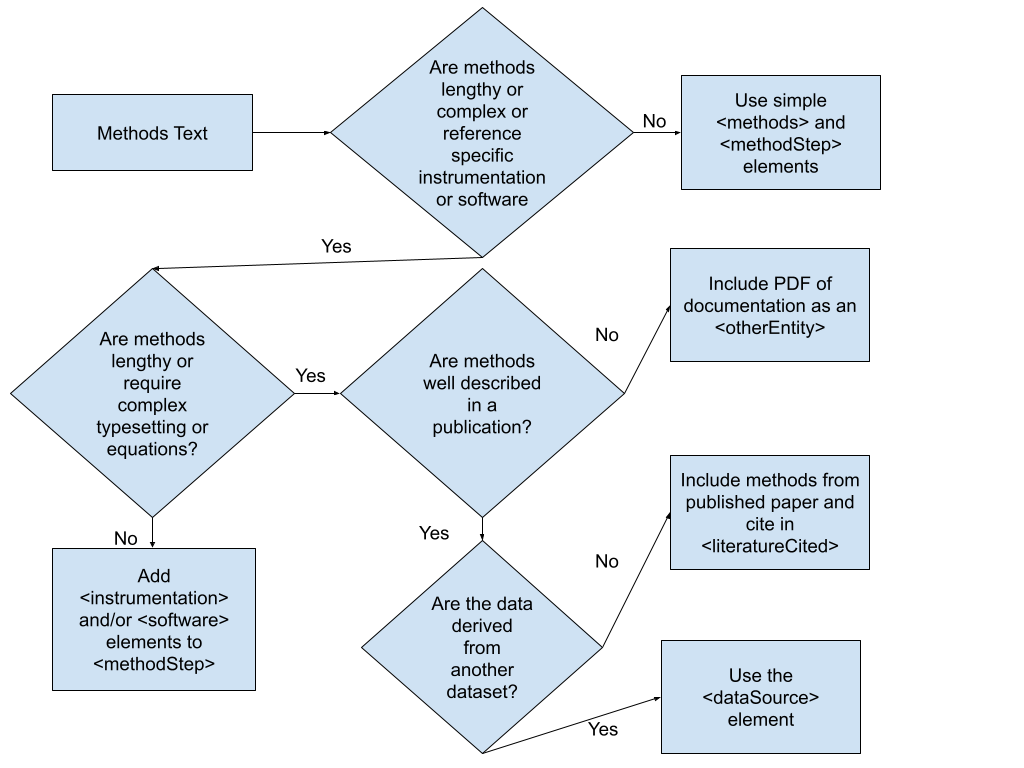 Methods Text
Are methods
lengthy or
complex or
reference
specific
instrumentation
or software
No
Use simple
<methods> and
<methodStep>
elements
Yes
Are methods
lengthy or
require
complex
typesetting or
equations?
Yes
Are methods
well described
in a
publication?
No
Include PDF of
documentation as an
<otherEntity>
No
Add
<instrumentation>
and/or <software>
elements to
<methodStep>
Yes
Are the data
derived
from
another
dataset?
No
Include methods from
published paper and
cite in
<literatureCited>
Yes
Use the
<dataSource>
element